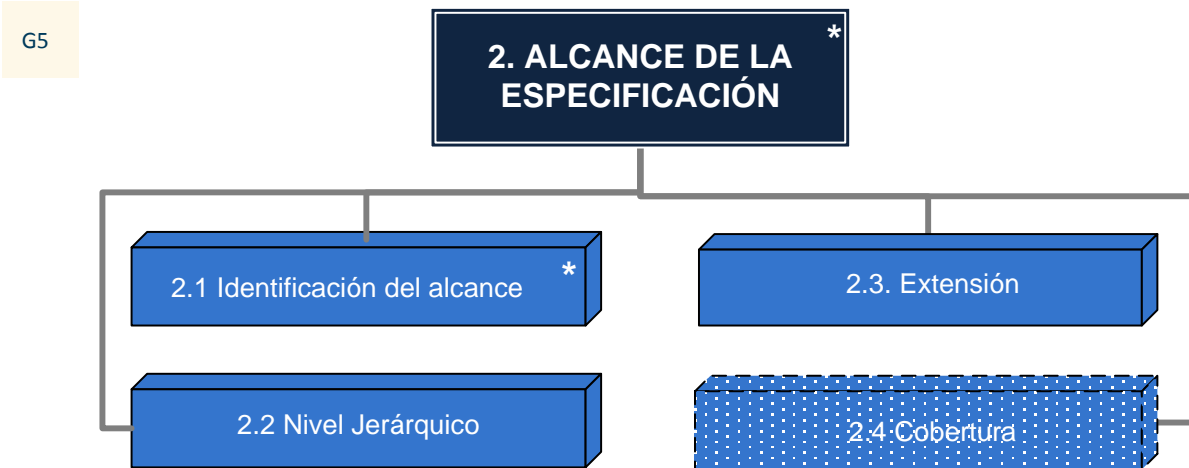 G5
2. ALCANCE DE LA *
ESPECIFICACIÓN
2.1 Identificación del alcance *
2.3. Extensión
2.2 Nivel Jerárquico
2.4 Cobertura